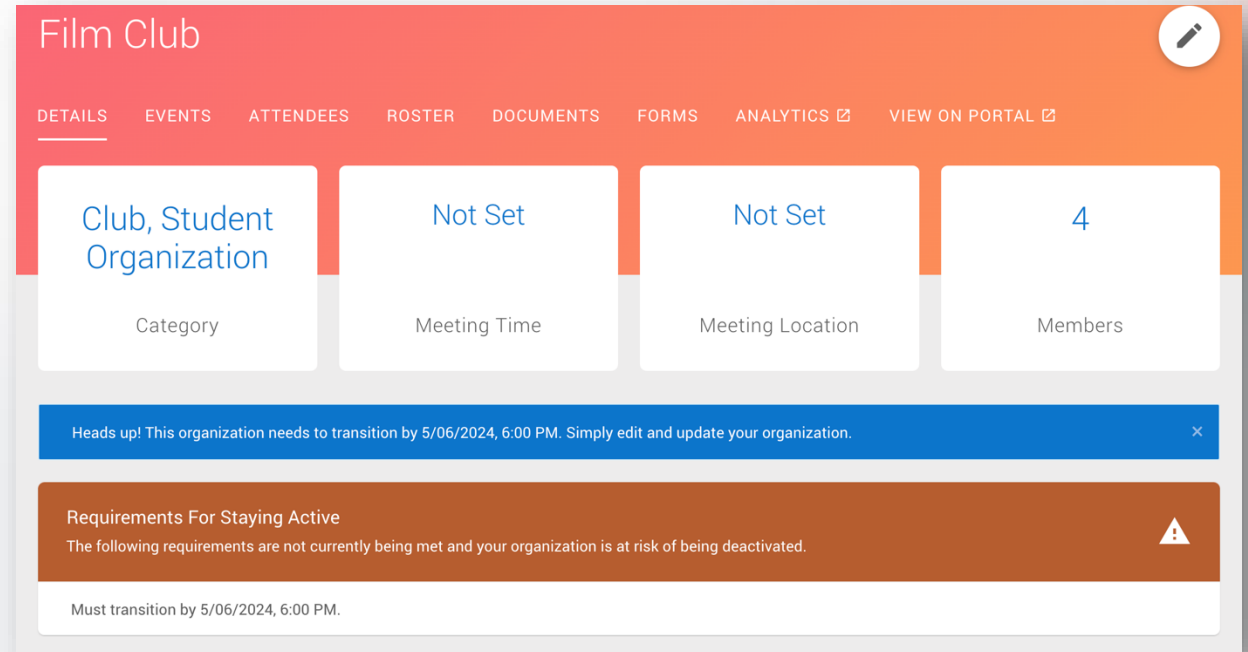 Film Club
DETAILS EVENTS ATTENDEES ROSTER DOCUMENTS FORMS ANALYTICS VIEW ON PORTAL
Club, Student
Organization
Category
Not Set
Meeting Time
Not Set
Meeting Location
4
Members
Heads up! This organization needs to transition by 5/06/2024, 6:00 PM. Simply edit and update your organization.
Requirements For Staying Active
The following requirements are not currently being met and your organization is at risk of being deactivated.
Must transition by 5/06/2024, 6:00 PM.